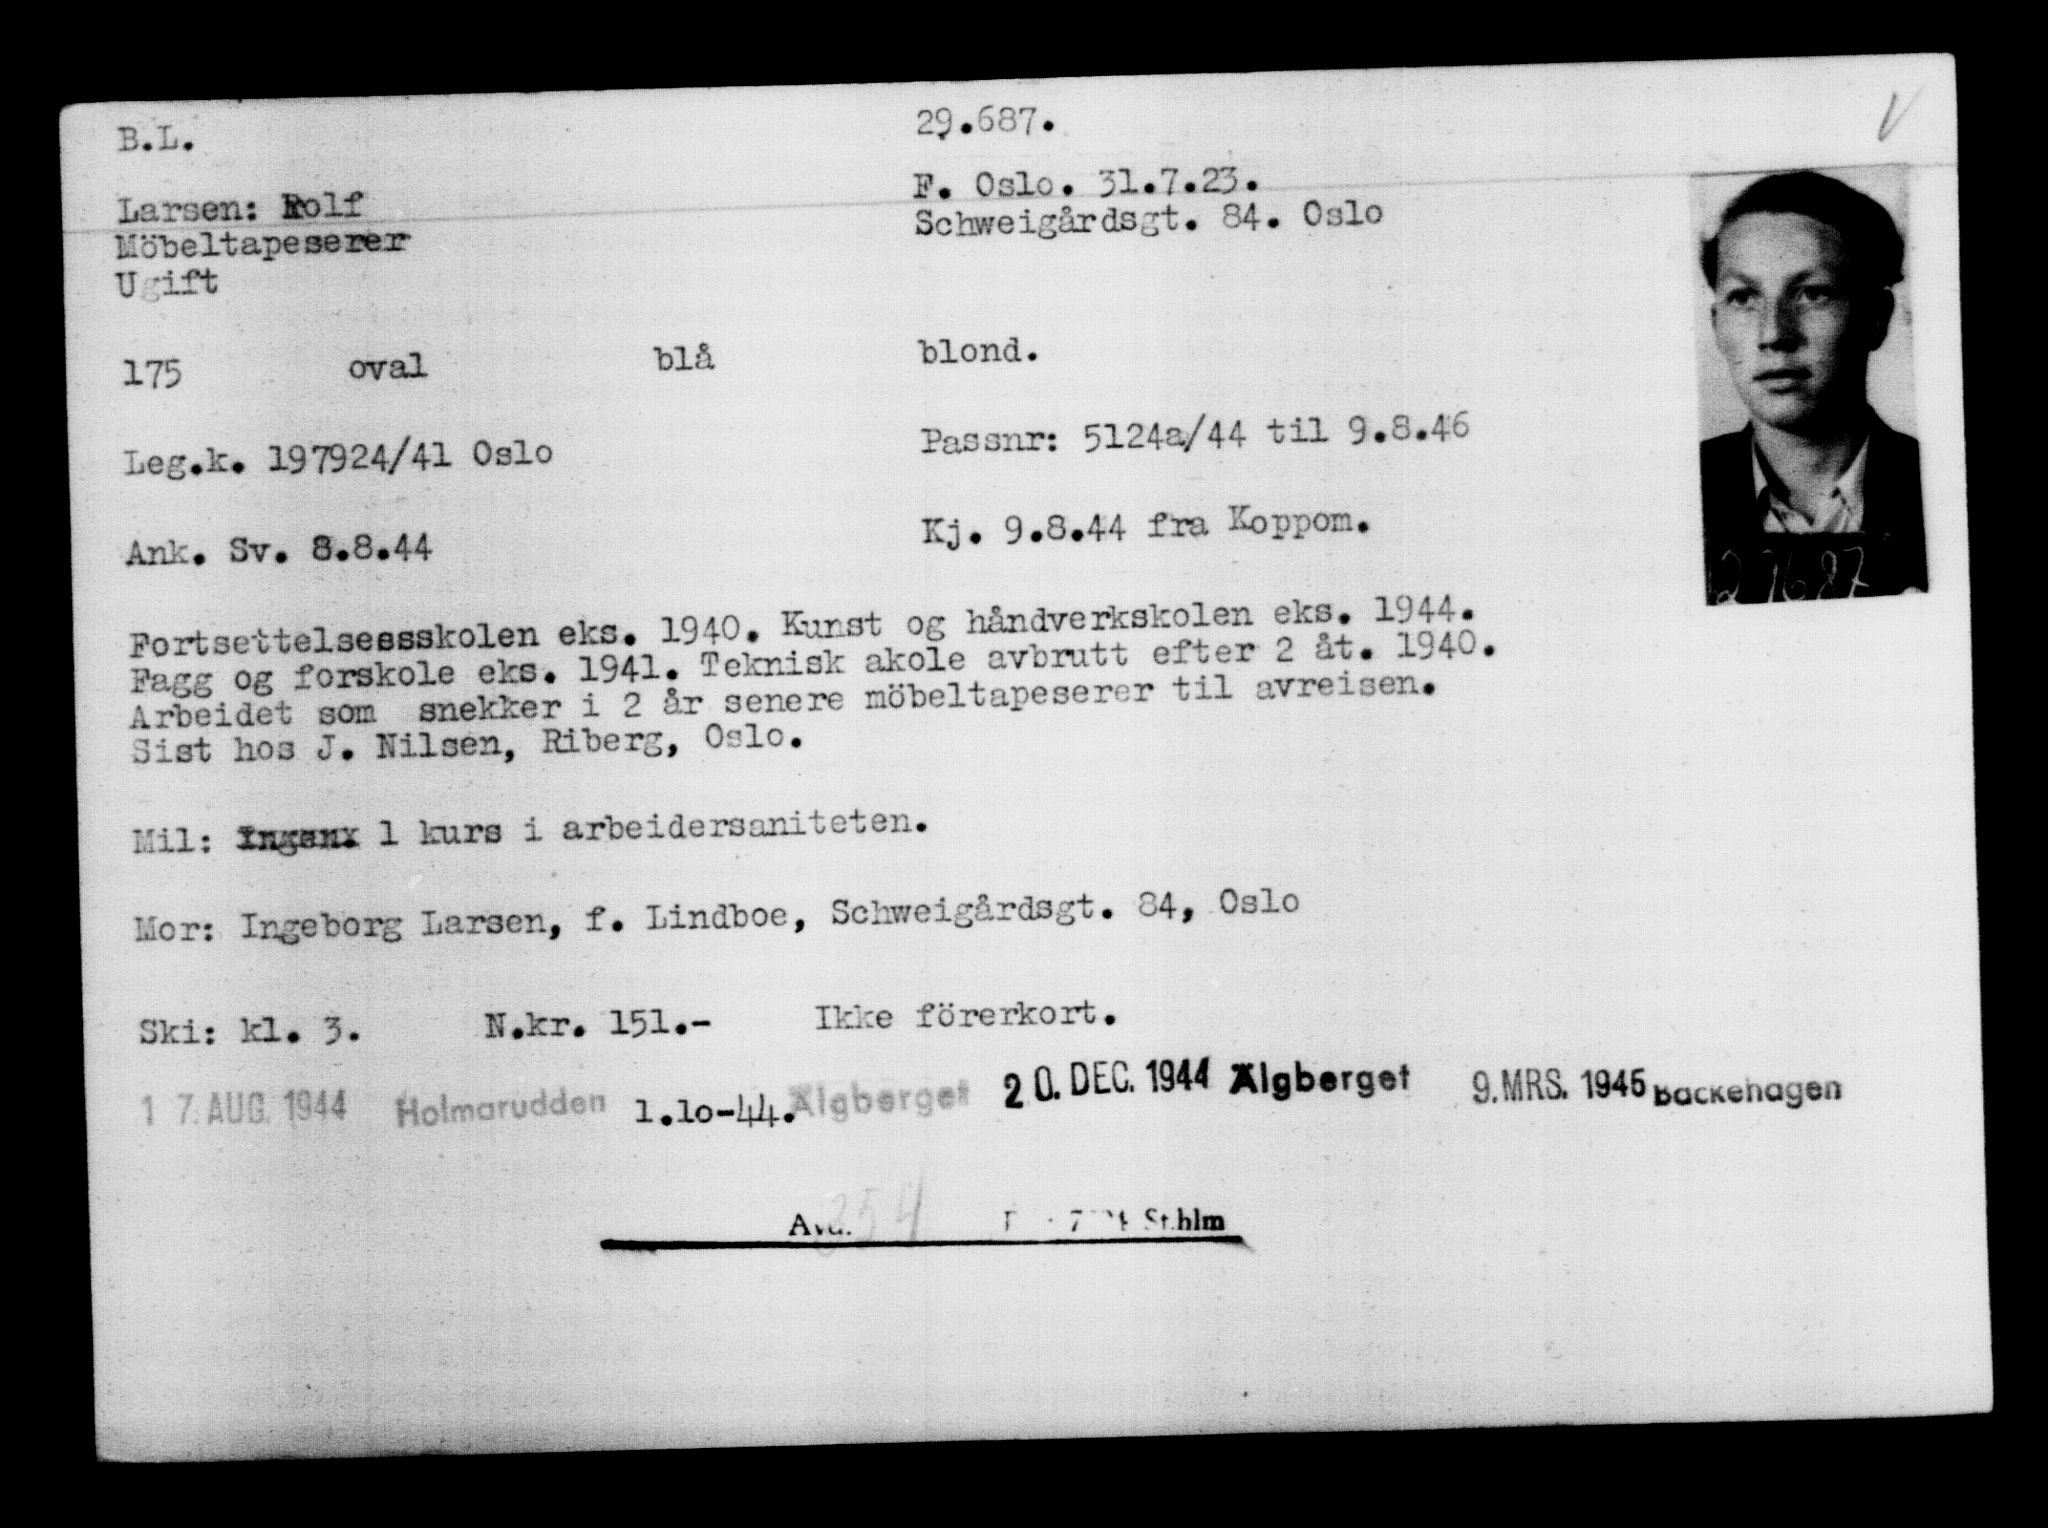 B.L. 29.687. V
Larsen: Rolf F. Oslo. 31.7.23.
Möbeltapeserer Schweigårdsgt. 84. Oslo
Ugift
175 oval blå blond.
Leg.k. 197924/41 Oslo Passnr: 5124a/44 til 9.8.46
Ank. Sv. 8.8.44 Kj. 9.8.44 fra Koppom.
29687
Fortsettelsesskolen eks. 1940. Kunst og håndverkskolen eks. 1944.
Fagg og forskole eks. 1941. Teknisk akole avbrutt efter 2 åt. 1940.
Arbeidet som snekker i 2 år senere möbeltapeserer til avreisen.
Sist hos J. Nilsen, Riberg, Oslo.
Mil: Ingen. 1 kurs i arbeidersaniteten.
Mor: Ingeborg Larsen, f. Lindboe, Schweigårdsgt. 84, Oslo
Ski: kl. 3. N.kr. 151.- Ikke förerkort.
17. AUG. 1944 Holmarudden 1.10-44. Älgberget 20. DEC. 1944 Älgberget 9. MRS. 1945 Backehagen
354 St.hlm